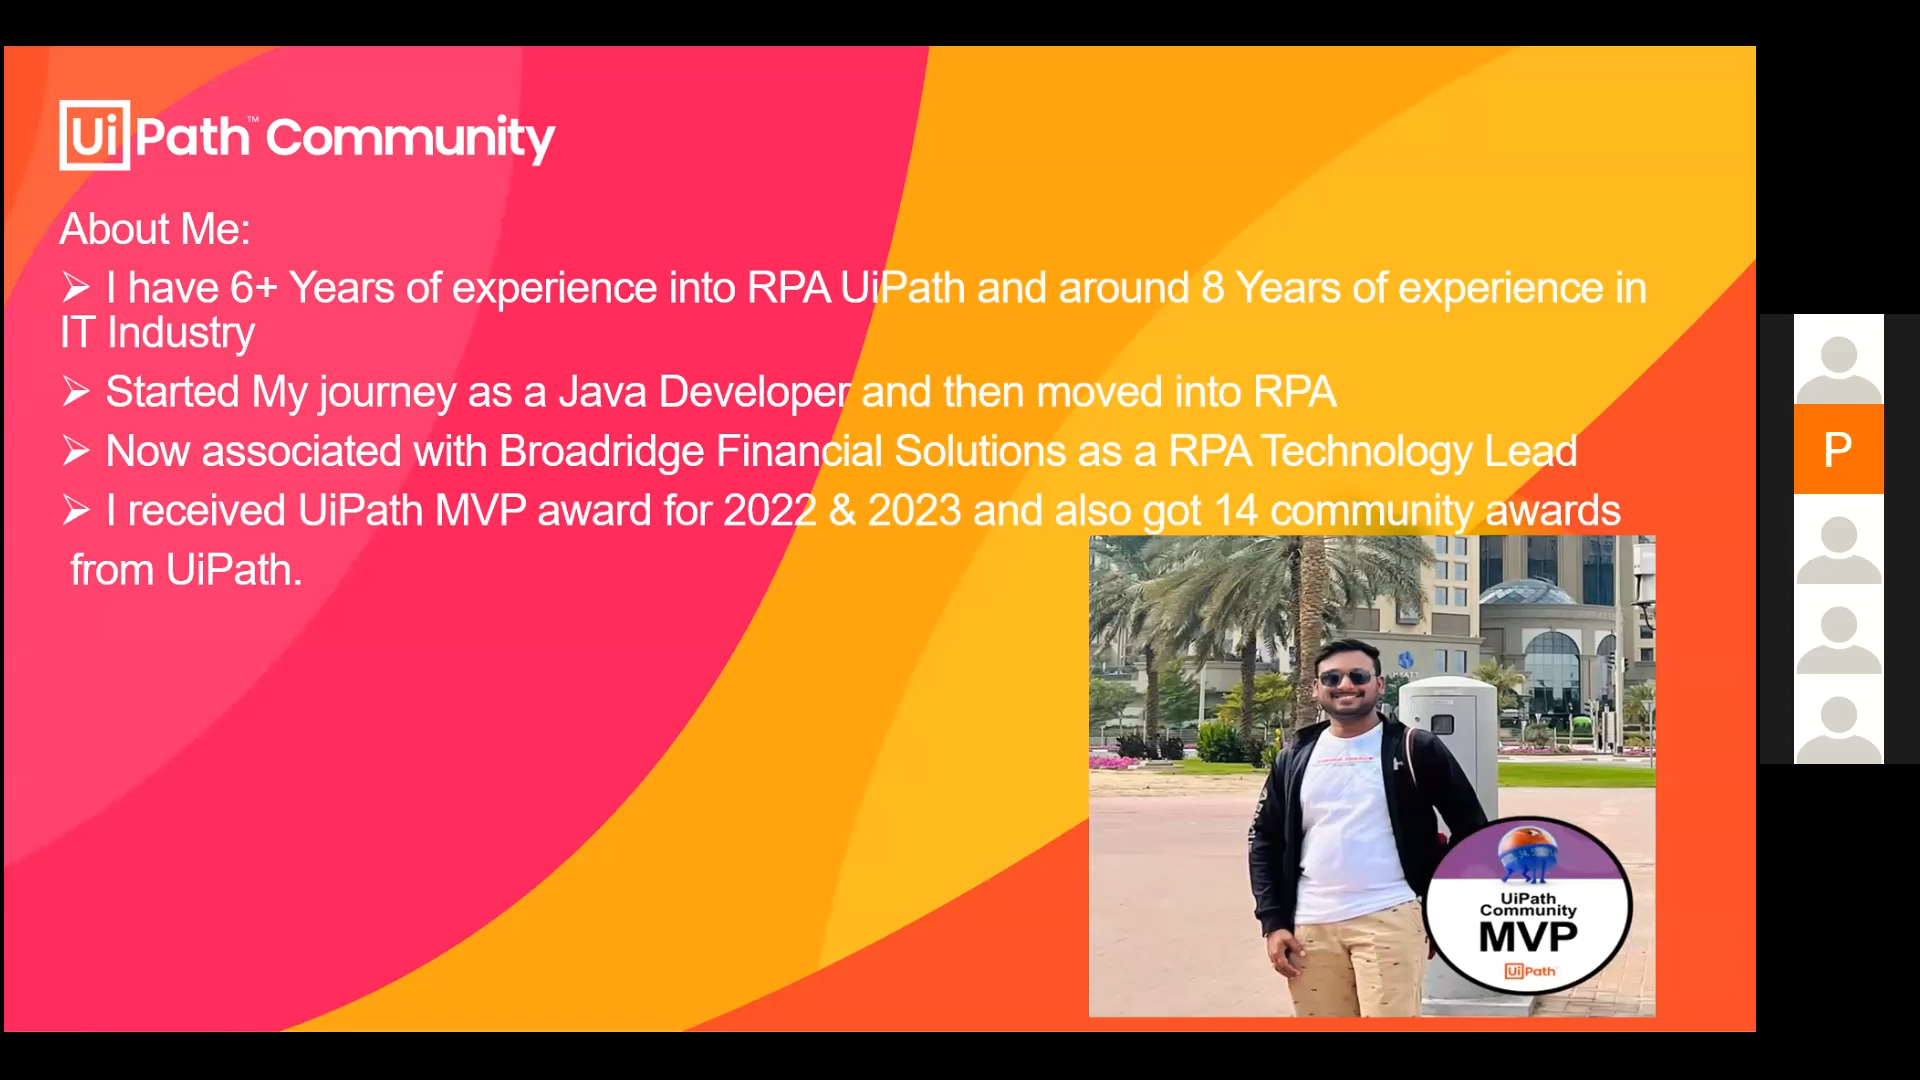 UiPath™ Community
About Me:
➢ I have 6+ Years of experience into RPA UiPath and around 8 Years of experience in
IT Industry
➢ Started My journey as a Java Developer and then moved into RPA
➢ Now associated with Broadridge Financial Solutions as a RPA Technology Lead
➢ I received UiPath MVP award for 2022 & 2023 and also got 14 community awards
from UiPath.
P
UiPath
Community
MVP
UiPath